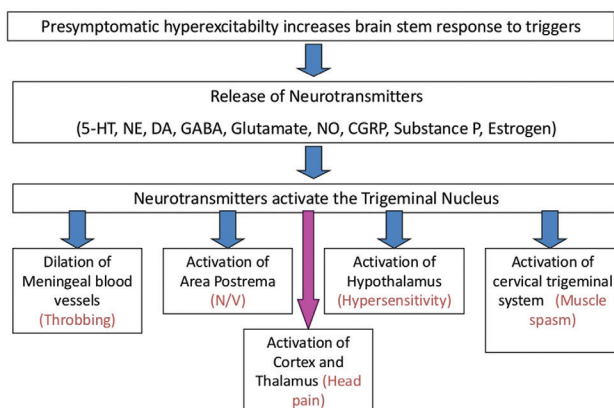 Presymptomatic hyperexcitabilty increases brain stem response to triggers
Release of Neurotransmitters
(5-HT, NE, DA, GABA, Glutamate, NO, CGRP, Substance P, Estrogen)
Neurotransmitters activate the Trigeminal Nucleus
Dilation of
Meningeal blood
vessels
(Throbbing)
Activation of
Area Postrema
(N/V)
Activation of
Hypothalamus
(Hypersensitivity)
Activation of
cervical trigeminal
system (Muscle
spasm)
Activation of
Cortex and
Thalamus (Head
pain)